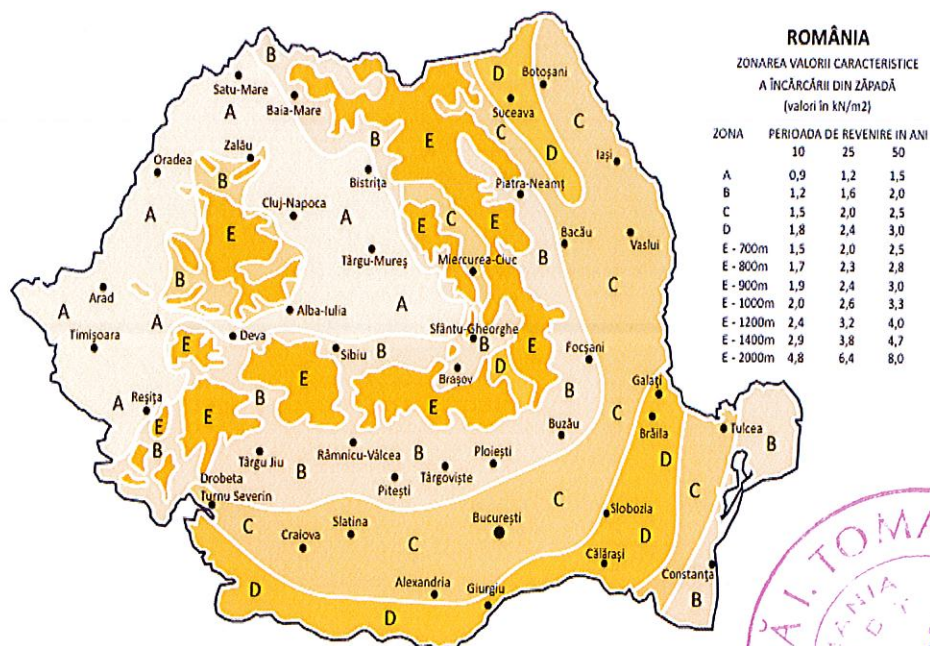 ROMÂNIA
ZONAREA VALORII CARACTERISTICE
A ÎNCĂRCĂRII DIN ZĂPADĂ
(valori în kN/m2)
ZONA PERIOADA DE REVENIRE IN ANI
10 25 50
A 0,9 1,2 1,5
B 1,2 1,6 2,0
C 1,5 2,0 2,5
D 1,8 2,4 3,0
E - 700m 1,5 2,0 2,5
E - 800m 1,7 2,3 2,8
E - 900m 1,9 2,4 3,0
E - 1000m 2,0 2,6 3,3
E - 1200m 2,4 3,2 4,0
E - 1400m 2,9 3,8 4,7
E - 2000m 4,8 6,4 8,0
B
D
Botoșani
Satu-Mare
A
Baia-Mare
Suceava
C
C
E
B
D
Zalău
Iași
Oradea
B
Bistrița
Piatra-Neamț
A
Cluj-Napoca
A
E
C
E
B
Bacău
Vaslui
E
Târgu-Mureș
Miercurea-Ciuc
B
C
Arad
A
A
Alba-Iulia
A
Timișoara
Deva
Sfântu-Gheorghe
E
Sibiu
B
B
E
Focșani
D
Brașov
E
E
Galați
A
Reșița
E
B
E
B
C
E
Brăila
Tulcea
B
B
Buzău
D
Târgu Jiu
Râmnicu-Vâlcea
B
Ploiești
B
Pitești
Târgoviște
C
Drobeta
Turnu Severin
Slobozia
C
Slatina
București
Craiova
C
D
Călărași
Constanța
D
Alexandria
Giurgiu
B
D
I. TOMA